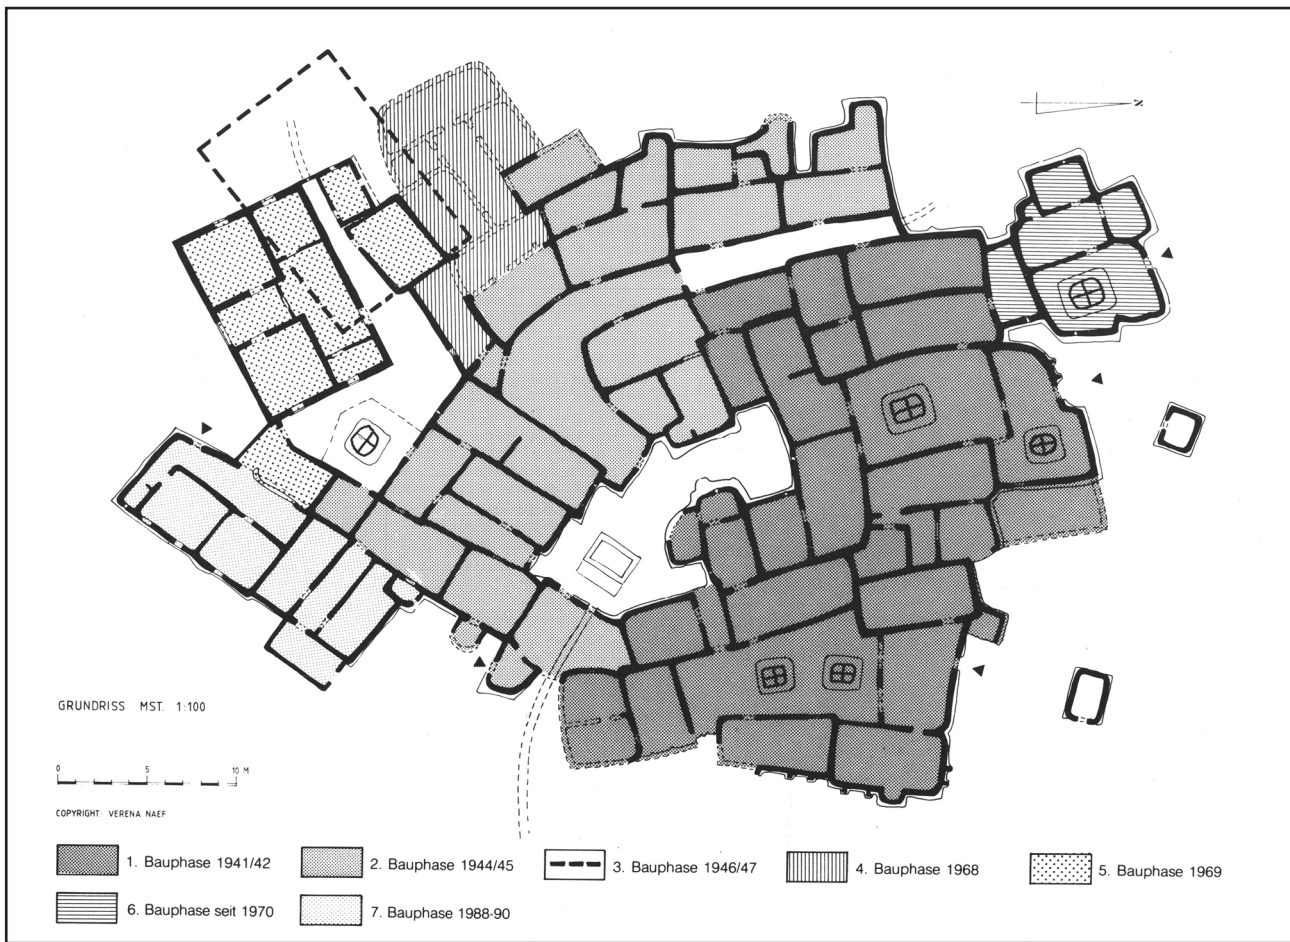 N
GRUNDRISS MST. 1:100
0 5 10 M
COPYRIGHT: VERENA NAEF
1. Bauphase 1941/42
2. Bauphase 1944/45
3. Bauphase 1946/47
4. Bauphase 1968
5. Bauphase 1969
6. Bauphase seit 1970
7. Bauphase 1988-90